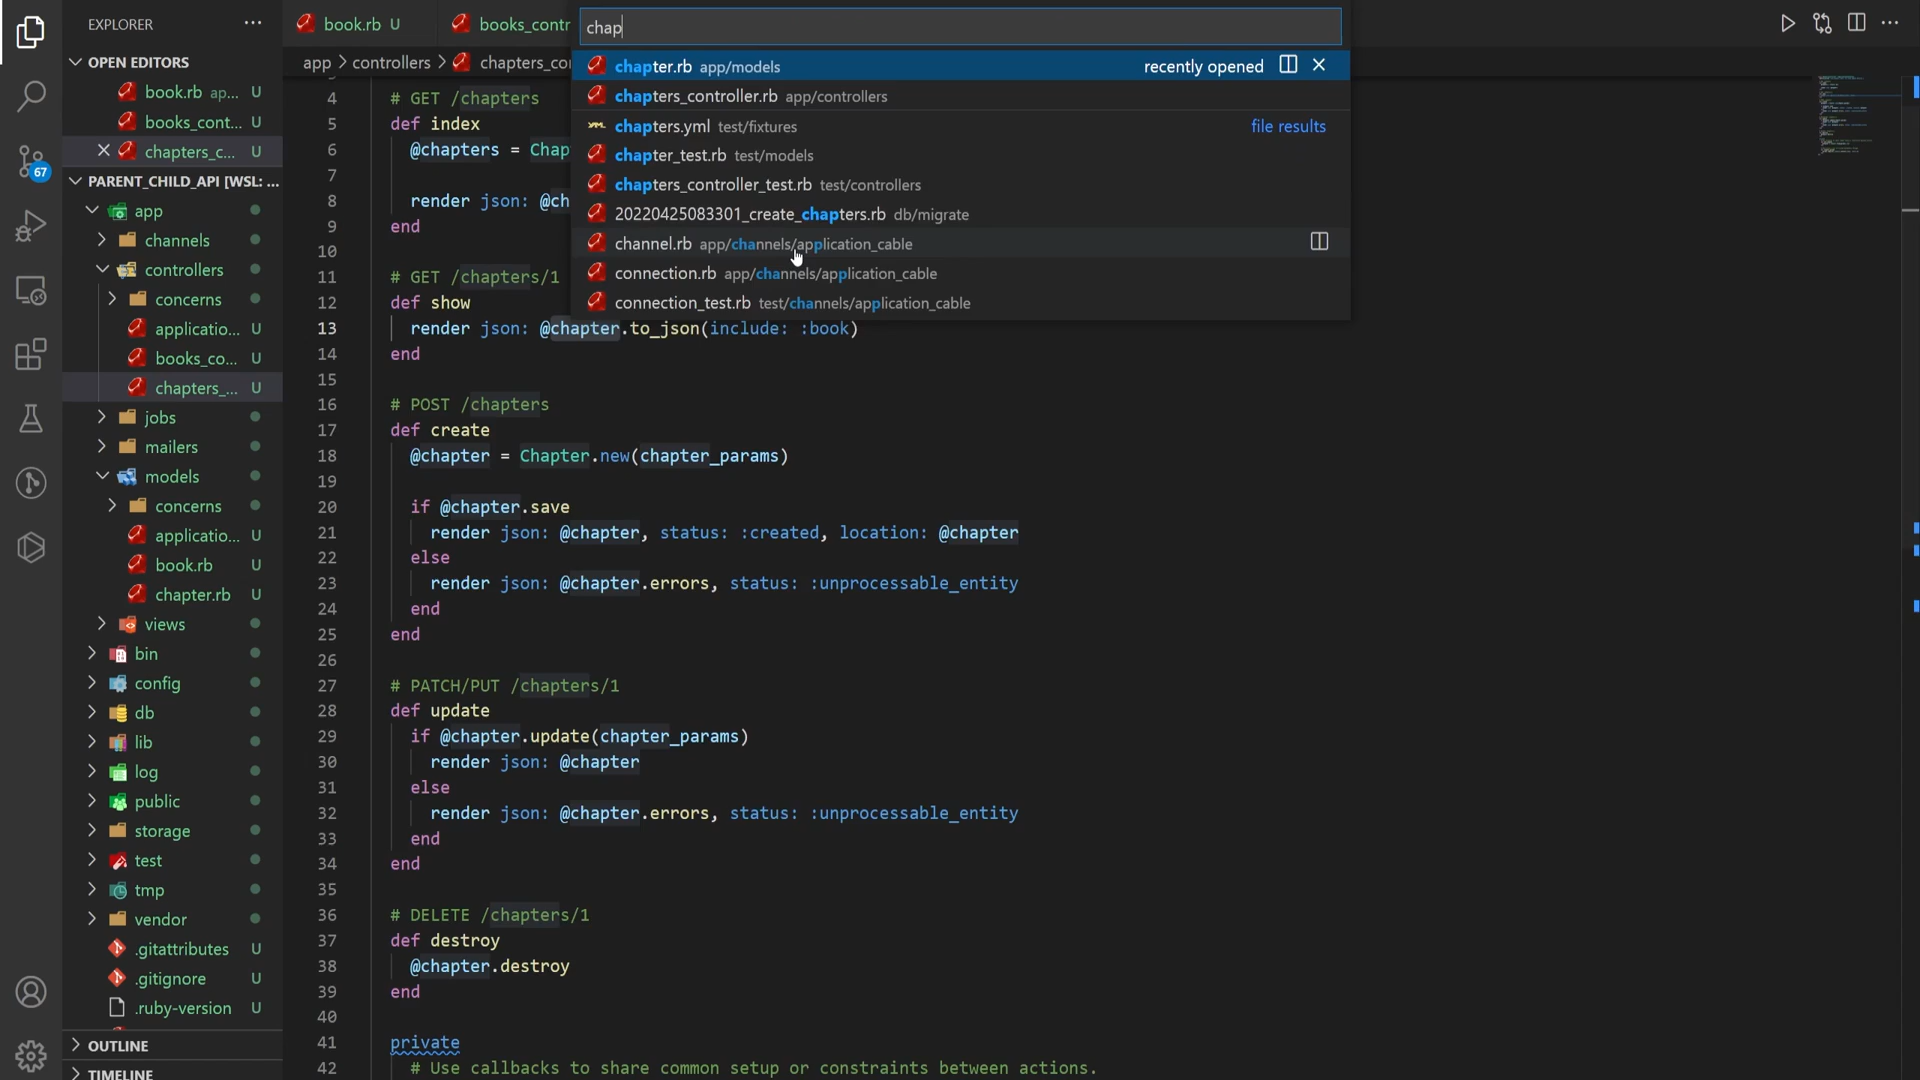 EXPLORER ...
OPEN EDITORS
book.rb ap... U
books_cont... U
chapters_c... U
PARENT_CHILD_API [WSL: ...
app
channels
controllers
concerns
applicatio... U
books_co... U
chapters_... U
jobs
mailers
models
concerns
applicatio... U
book.rb U
chapter.rb U
views
bin
config
db
lib
log
public
storage
test
tmp
vendor
.gitattributes U
.gitignore U
.ruby-version U
OUTLINE
TIMELINE
67
book.rb U
books_contr
app > controllers > chapters_con
chap
chapter.rb app/models recently opened
chapters_controller.rb app/controllers
chapters.yml test/fixtures file results
chapter_test.rb test/models
chapters_controller_test.rb test/controllers
20220425083301_create_chapters.rb db/migrate
channel.rb app/channels/application_cable
connection.rb app/channels/application_cable
connection_test.rb test/channels/application_cable
4 # GET /chapters
5 def index
6 @chapters = Chap
7
8 render json: @ch
9 end
10
11 # GET /chapters/1
12 def show
13 render json: @chapter.to_json(include: :book)
14 end
15
16 # POST /chapters
17 def create
18 @chapter = Chapter.new(chapter_params)
19
20 if @chapter.save
21 render json: @chapter, status: :created, location: @chapter
22 else
23 render json: @chapter.errors, status: :unprocessable_entity
24 end
25 end
26
27 # PATCH/PUT /chapters/1
28 def update
29 if @chapter.update(chapter_params)
30 render json: @chapter
31 else
32 render json: @chapter.errors, status: :unprocessable_entity
33 end
34 end
35
36 # DELETE /chapters/1
37 def destroy
38 @chapter.destroy
39 end
40
41 private
42 # Use callbacks to share common setup or constraints between actions.